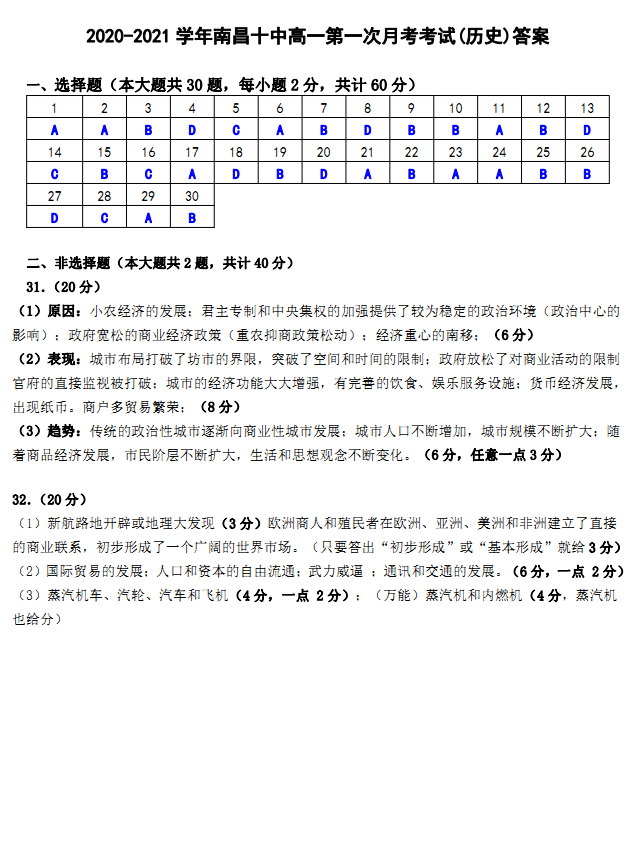 2020-2021 学年南昌十中高一第一次月考考试(历史)答案
一、选择题（本大题共 30 题，每小题 2 分，共计 60 分）
1 2 3 4 5 6 7 8 9 10 11 12 13
A A B D C A B D B B A B D
14 15 16 17 18 19 20 21 22 23 24 25 26
C B C A D B D A B A A B B
27 28 29 30
D C A B
二、非选择题（本大题共 2 题，共计 40 分）
31.（20 分）
（1）原因：小农经济的发展；君主专制和中央集权的加强提供了较为稳定的政治环境（政治中心的
影响）；政府宽松的商业经济政策（重农抑商政策松动）；经济重心的南移；（6 分）
（2）表现：城市布局打破了坊市的界限，突破了空间和时间的限制；政府放松了对商业活动的限制
官府的直接监视被打破；城市的经济功能大大增强，有完善的饮食、娱乐服务设施；货币经济发展，
出现纸币。商户多贸易繁荣；（8 分）
（3）趋势：传统的政治性城市逐渐向商业性城市发展；城市人口不断增加，城市规模不断扩大；随
着商品经济发展，市民阶层不断扩大，生活和思想观念不断变化。（6 分，任意一点 3 分）
32.（20 分）
（1）新航路地开辟或地理大发现（3 分）欧洲商人和殖民者在欧洲、亚洲、美洲和非洲建立了直接
的商业联系，初步形成了一个广阔的世界市场。（只要答出“初步形成”或“基本形成”就给 3 分）
（2）国际贸易的发展；人口和资本的自由流通；武力威逼 ；通讯和交通的发展。（6 分，一点 2 分）
（3）蒸汽机车、汽轮、汽车和飞机（4 分，一点 2 分）；（万能）蒸汽机和内燃机（4 分，蒸汽机
也给分）